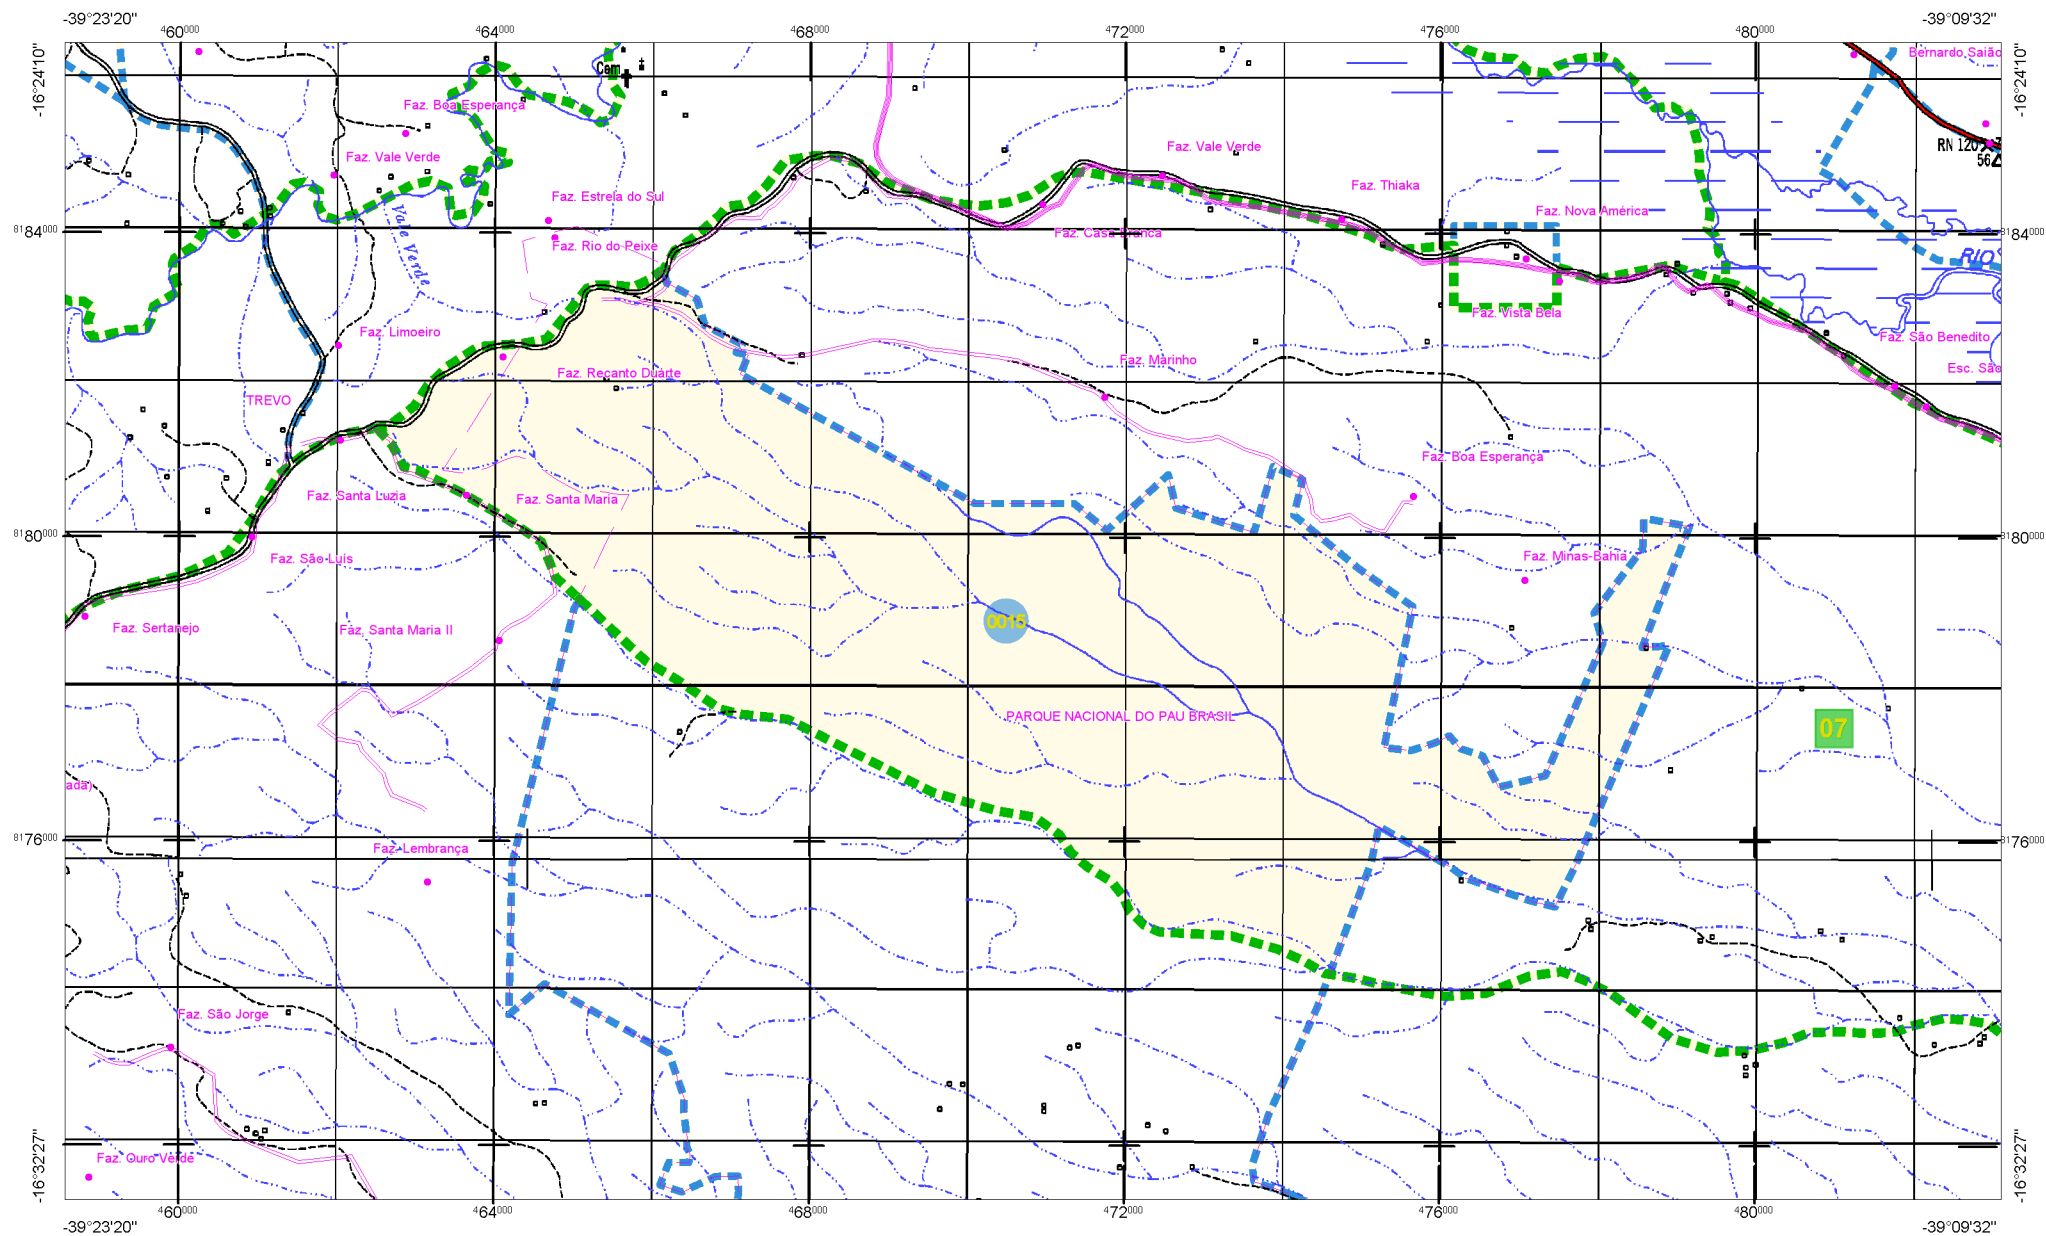 -39°23'20"
-39°09'32"
460000
464000
468000
472000
476000
480000
-16°24'10"
-16°24'10"
Bernardo Saião
Cem
Faz. Boa Esperança
RN 120
56
Faz. Vale Verde
Faz. Vale Verde
Faz. Thiaka
Faz. Estrela do Sul
Faz. Nova América
Vale Verde
8184000
Faz. Casa Branca
8184000
Faz. Rio do Peixe
RIO
Faz. Vista Bela
Faz. Limoeiro
Faz. São Benedito
Faz. Marinho
Esc. São
Faz. Recanto Duarte
TREVO
Faz. Boa Esperança
Faz. Santa Luzia
Faz. Santa Maria
8180000
8180000
Faz. São Luis
Faz. Minas-Bahia
0015
Faz. Sertanejo
Faz. Santa Maria II
PARQUE NACIONAL DO PAU BRASIL
07
ada)
8176000
8176000
Faz. Lembrança
Faz. São Jorge
-16°32'27"
-16°32'27"
Faz. Ouro Verde
460000
464000
468000
472000
476000
480000
-39°23'20"
-39°09'32"